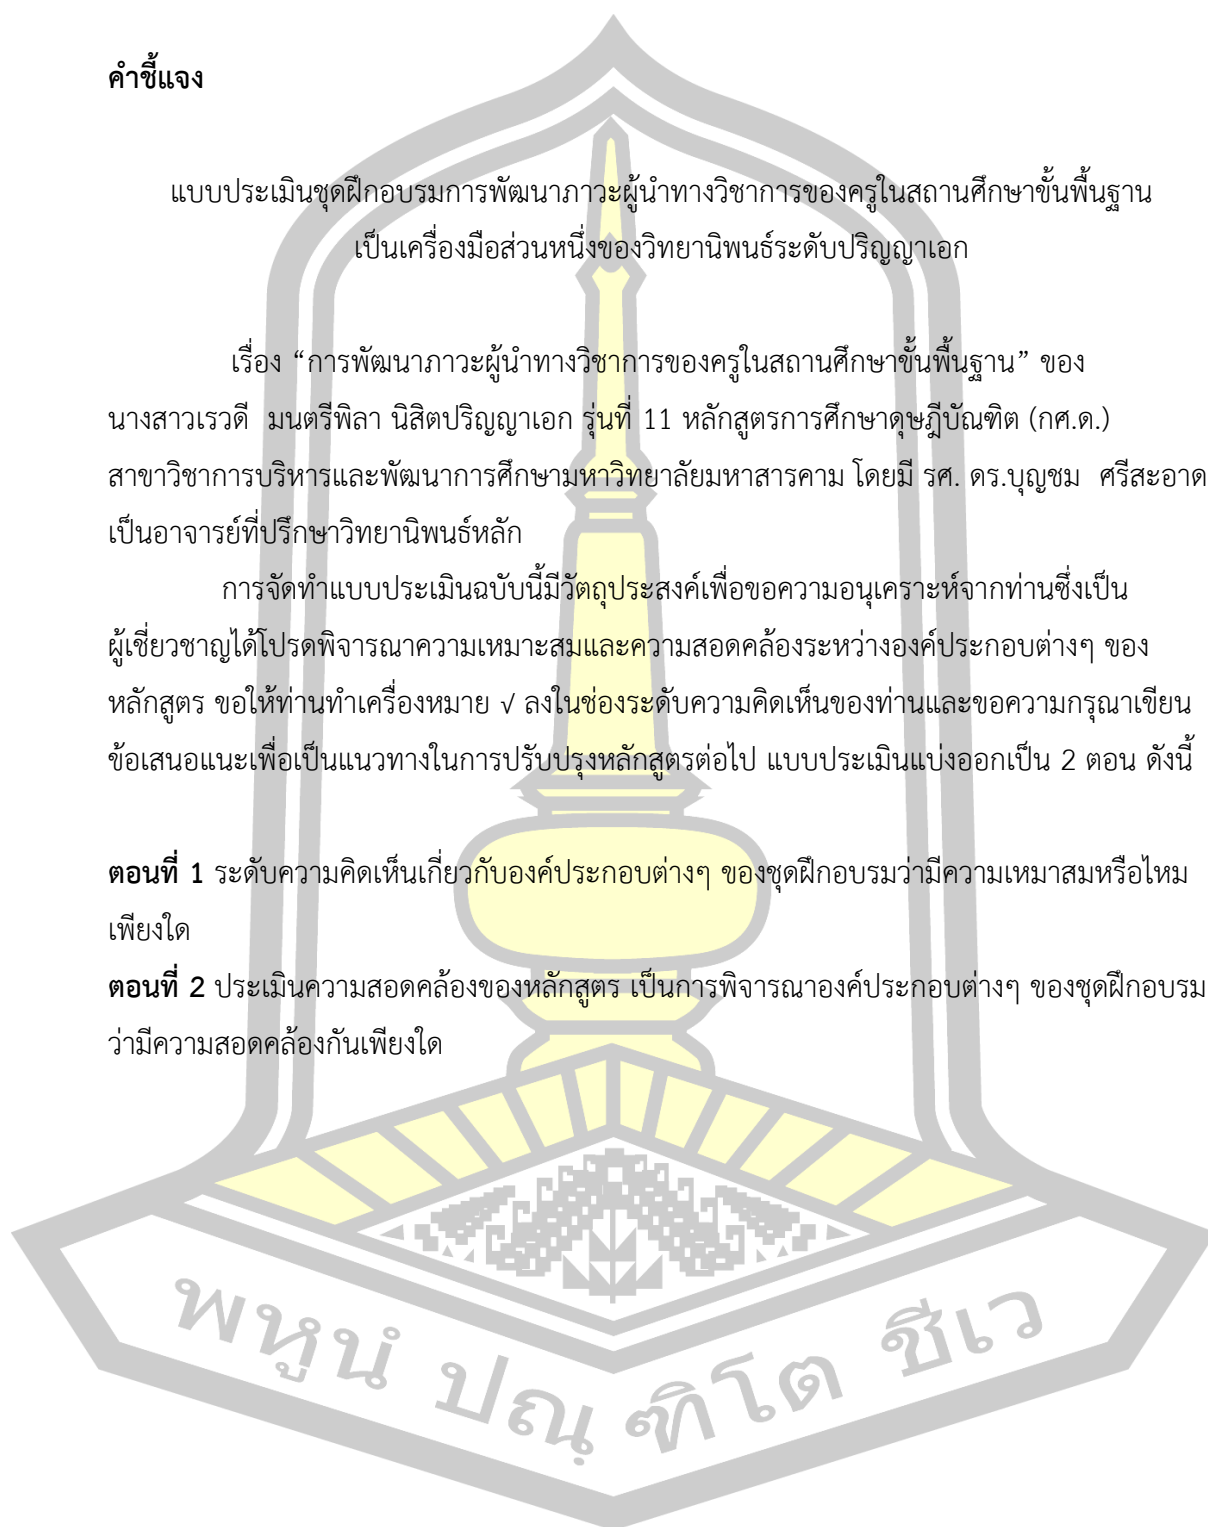 คำชี้แจง
แบบประเมินชุดฝึกอบรมการพัฒนาภาวะผู้นำทางวิชาการของครูในสถานศึกษาขั้นพื้นฐาน
เป็นเครื่องมือส่วนหนึ่งของวิทยานิพนธ์ระดับปริญญาเอก
เรื่อง “การพัฒนาภาวะผู้นำทางวิชาการของครูในสถานศึกษาขั้นพื้นฐาน” ของ
นางสาวเราวดี มนตรีพิลา นิสิตปริญญาเอก รุ่นที่ 11 หลักสูตรการศึกษาดุษฎีบัณฑิต (กศ.ด.)
สาขาวิชาการบริหารและพัฒนาการศึกษามหาวิทยาลัยมหาสารคาม โดยมี รศ. ดร.บุญชม ศรีสะอาด
เป็นอาจารย์ที่ปรึกษาวิทยานิพนธ์หลัก
การจัดทำแบบประเมินฉบับนี้มีวัตถุประสงค์เพื่อขอความอนุเคราะห์จากท่านซึ่งเป็น
ผู้เชี่ยวชาญได้โปรดพิจารณาความเหมาะสมและความสอดคล้องระหว่างองค์ประกอบต่างๆ ของ
หลักสูตร ขอให้ท่านทำเครื่องหมาย √ ลงในช่องระดับความคิดเห็นของท่านและขอความกรุณาเขียน
ข้อเสนอแนะเพื่อเป็นแนวทางในการปรับปรุงหลักสูตรต่อไป แบบประเมินแบ่งออกเป็น 2 ตอน ดังนี้
ตอนที่ 1 ระดับความคิดเห็นเกี่ยวกับองค์ประกอบต่างๆ ของชุดฝึกอบรมว่ามีความเหมาสมหรือไหม
เพียงใด
ตอนที่ 2 ประเมินความสอดคล้องของหลักสูตร เป็นการพิจารณาองค์ประกอบต่างๆ ของชุดฝึกอบรม
ว่ามีความสอดคล้องกันเพียงใด
พหูนํ ปณฺฑิโต ชีเว